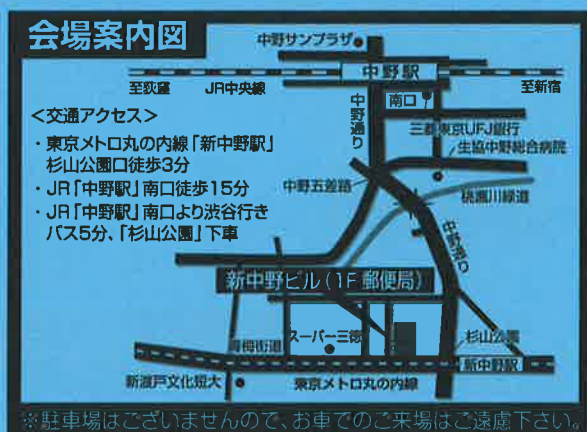 会場案内図
中野サンプラザ
中野駅
至荻窪
JR中央線
至新宿
南口
<交通アクセス>
中野通り
三菱東京UFJ銀行
・東京メトロ丸の内線「新中野駅」
杉山公園口徒歩3分
生協中野総合病院
・JR「中野駅」南口徒歩15分
中野五差路
桃園川緑道
・JR「中野駅」南口より渋谷行き
バス5分、「杉山公園」下車
中野通り
新中野ビル(1F 郵便局)
青梅街道
スーパー三徳
杉山公園
新中野駅
新渡戸文化短大
東京メトロ丸の内線
※駐車場はございませんので、お車でのご来場はご遠慮下さい。